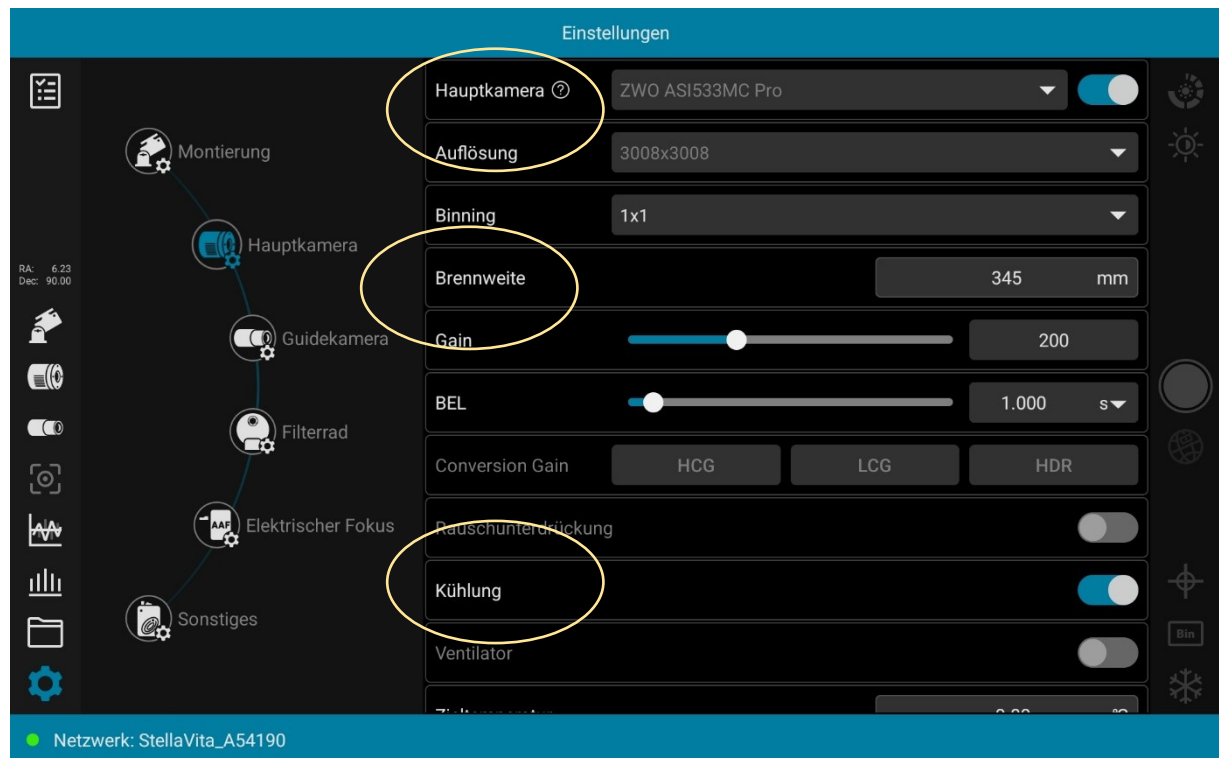 Einstellungen
Hauptkamera ? ZWO ASI533MC Pro
Montierung
Auflösung 3008x3008
Binning 1x1
Hauptkamera
RA: 6.23
Dec: 90.00
Brennweite 345 mm
Guidekamera
Gain 200
BEL 1.000 s
Filterrad
Conversion Gain HCG LCG HDR
AAF Elektrischer Fokus
Rauschunterdrückung
Kühlung
Sonstiges
Bin
Ventilator
Netzwerk: StellaVita_A54190